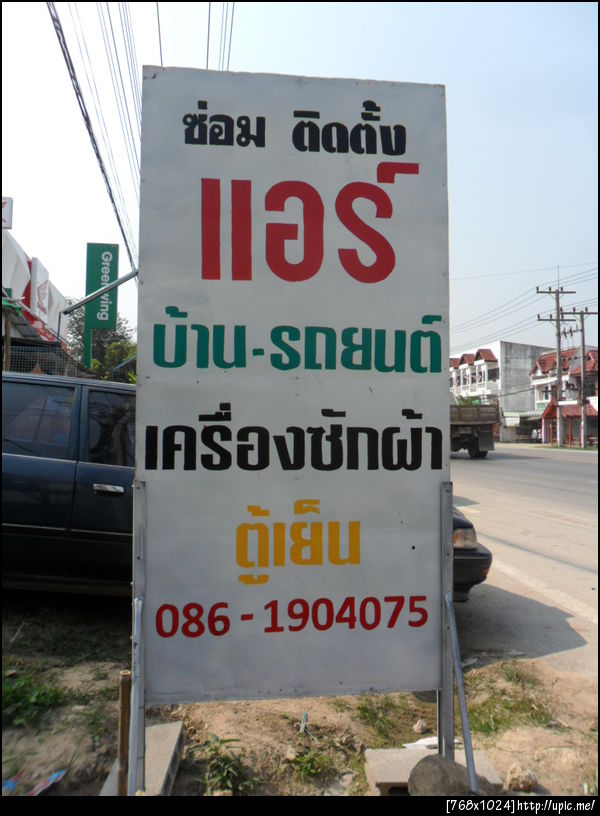 ซ่อม ติดตั้ง
แอร์
บ้าน-รถยนต์
เครื่องซักผ้า
ตู้เย็น
086-1904075
Greenwing
[768x1024]http://upic.me/